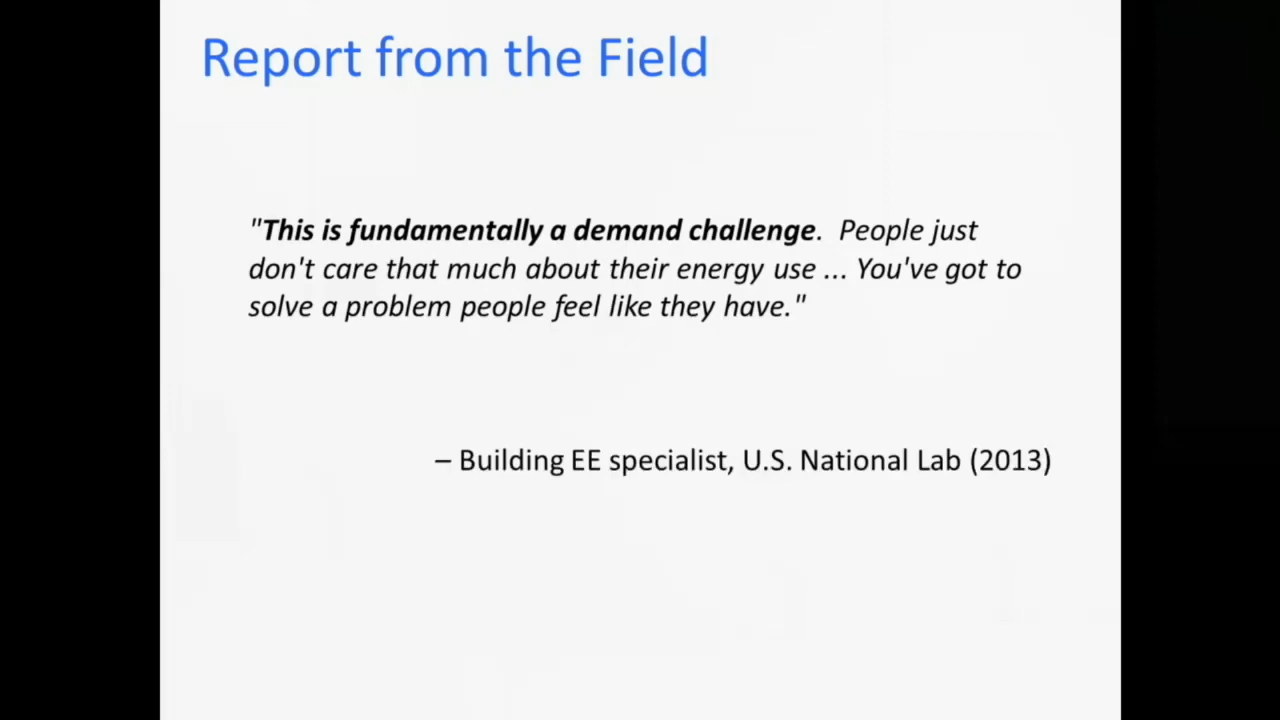 Report from the Field
"This is fundamentally a demand challenge.  People just
don't care that much about their energy use ... You've got to
solve a problem people feel like they have."
– Building EE specialist, U.S. National Lab (2013)